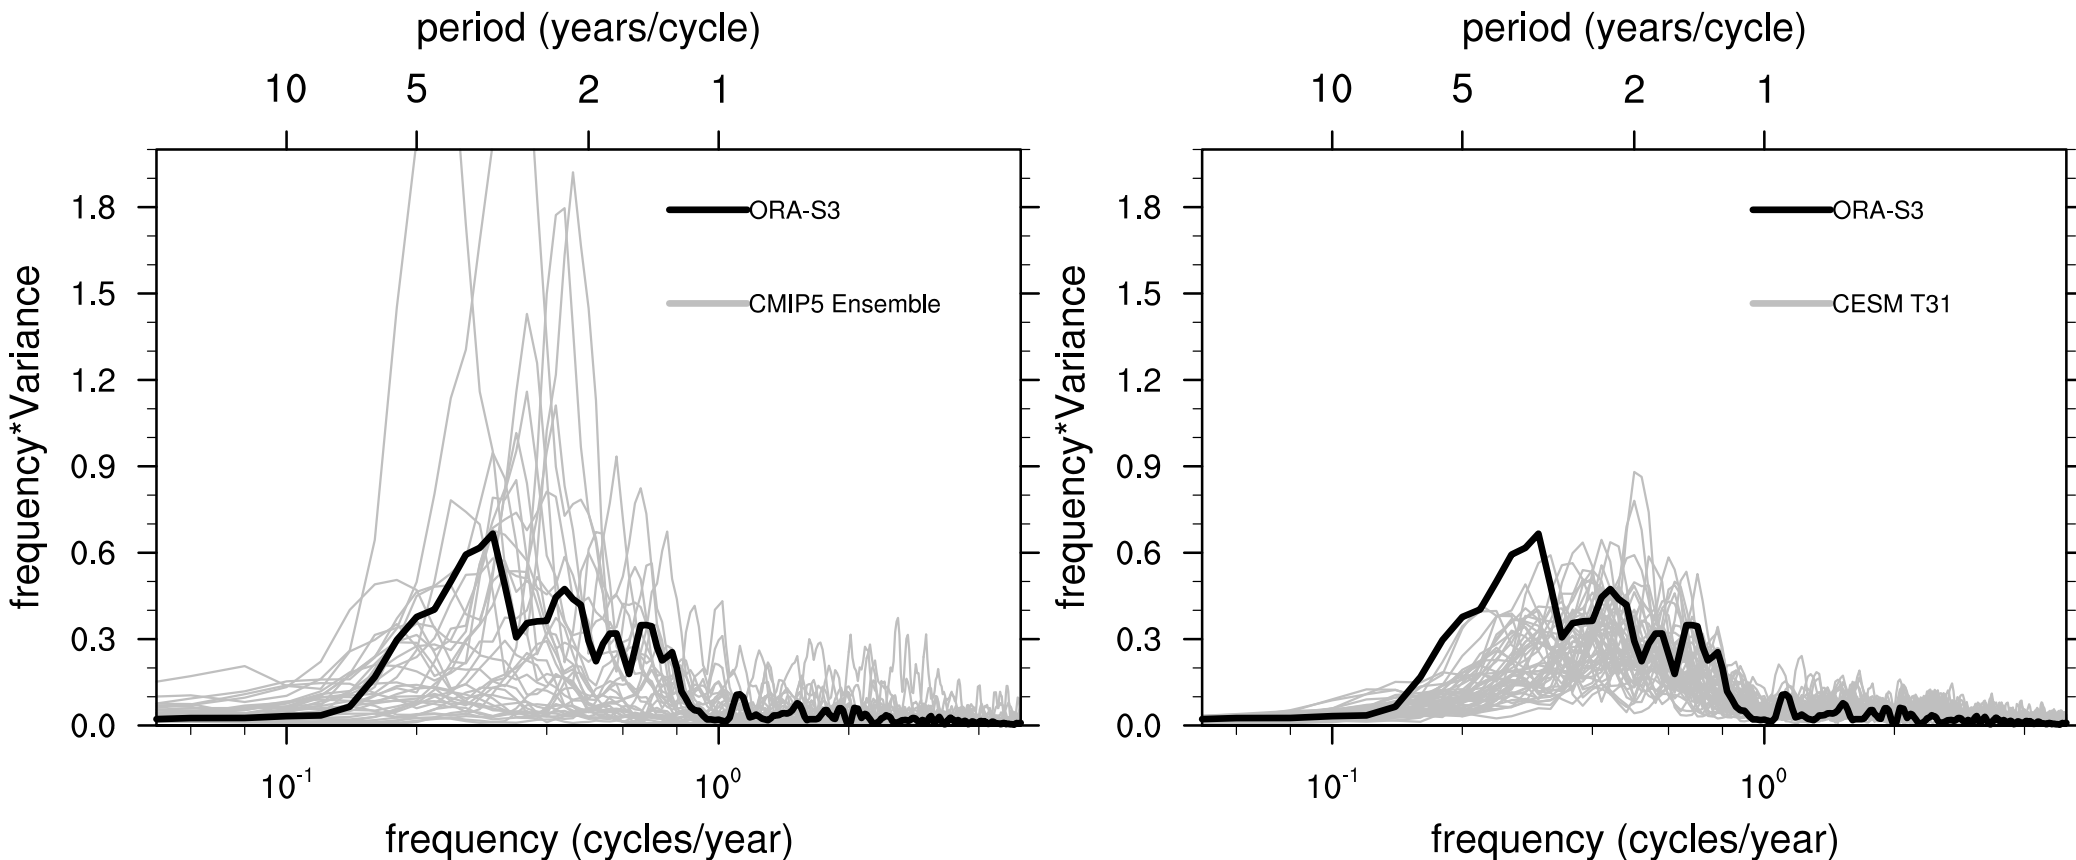 period (years/cycle)
10 5 2 1
frequency*Variance
1.8
1.5
1.2
0.9
0.6
0.3
0.0
ORA-S3
CMIP5 Ensemble
10⁻¹ 10⁰
frequency (cycles/year)
period (years/cycle)
10 5 2 1
frequency*Variance
1.8
1.5
1.2
0.9
0.6
0.3
0.0
ORA-S3
CESM T31
10⁻¹ 10⁰
frequency (cycles/year)